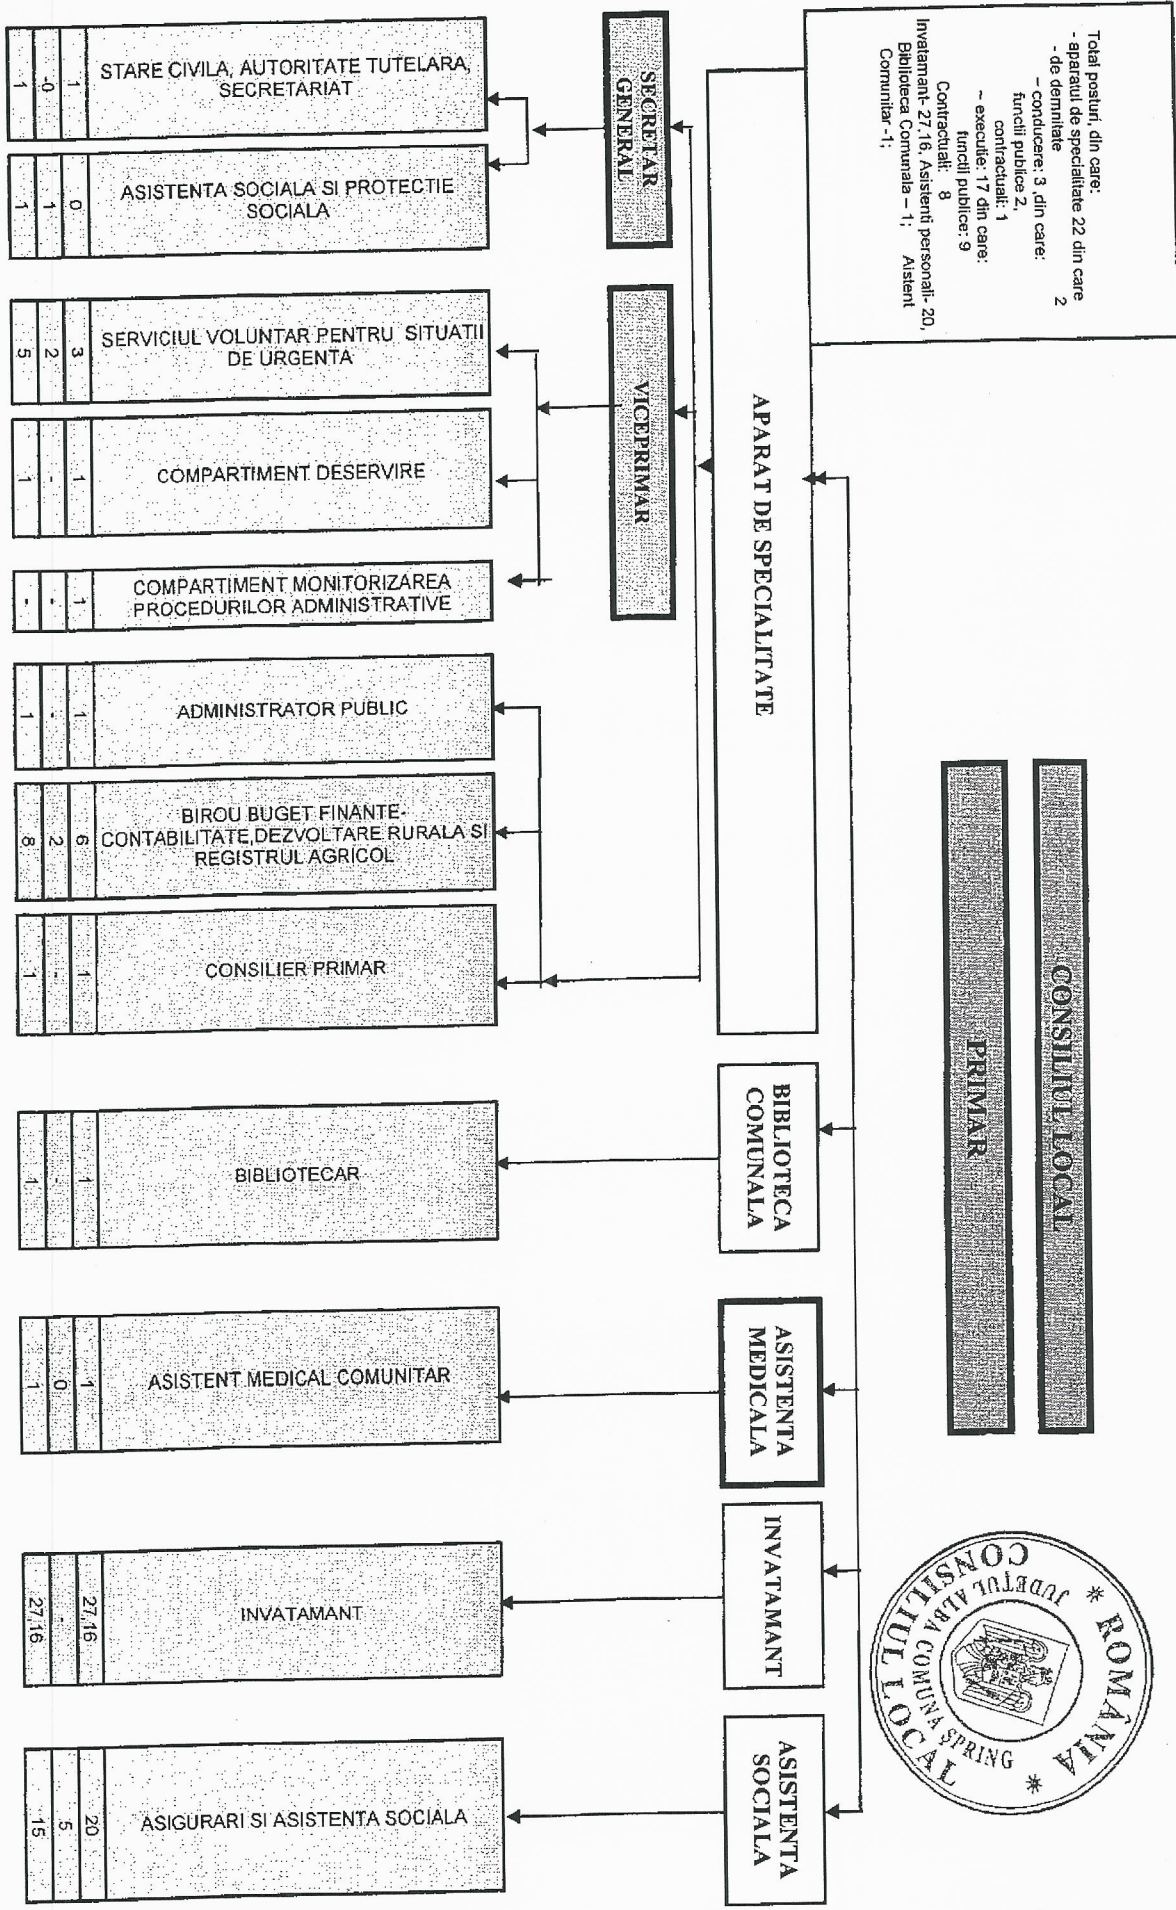 Total posturi, din care:
- aparatul de specialitate 22 din care
- de demnitate 2
- conducere: 3 ,din care:
functii publice 2,
contractuali: 1
- executie: 17 din care:
functii publice: 9
Contractuali: 8
Invatamant- 27,16, Asistenti personali- 20,
Biblioteca Comunala – 1; Aistent
Comunitar -1;
CONSILIUL LOCAL
PRIMAR
ROMÂNIA
JUDEȚUL ALBA COMUNA ȘPRING
CONSILIUL LOCAL
APARAT DE SPECIALITATE
BIBLIOTECA
COMUNALA
ASISTENTA
MEDICALA
INVATAMANT
ASISTENTA
SOCIALA
SECRETAR
GENERAL
VICEPRIMAR
STARE CIVILA, AUTORITATE TUTELARA,
SECRETARIAT
1
-0
1
ASISTENTA SOCIALA SI PROTECTIE
SOCIALA
0
1
1
SERVICIUL VOLUNTAR PENTRU SITUATII
DE URGENTA
3
2
5
COMPARTIMENT DESERVIRE
1
-
1
COMPARTIMENT MONITORIZAREA
PROCEDURILOR ADMINISTRATIVE
1
-
-
ADMINISTRATOR PUBLIC
1
-
1
BIROU BUGET FINANTE-
CONTABILITATE,DEZVOLTARE RURALA SI
REGISTRUL AGRICOL
6
2
8
CONSILIER PRIMAR
1
-
1
BIBLIOTECAR
1
-
1
ASISTENT MEDICAL COMUNITAR
1
0
1
INVATAMANT
27,16
-
27,16
ASIGURARI SI ASISTENTA SOCIALA
20
5
15